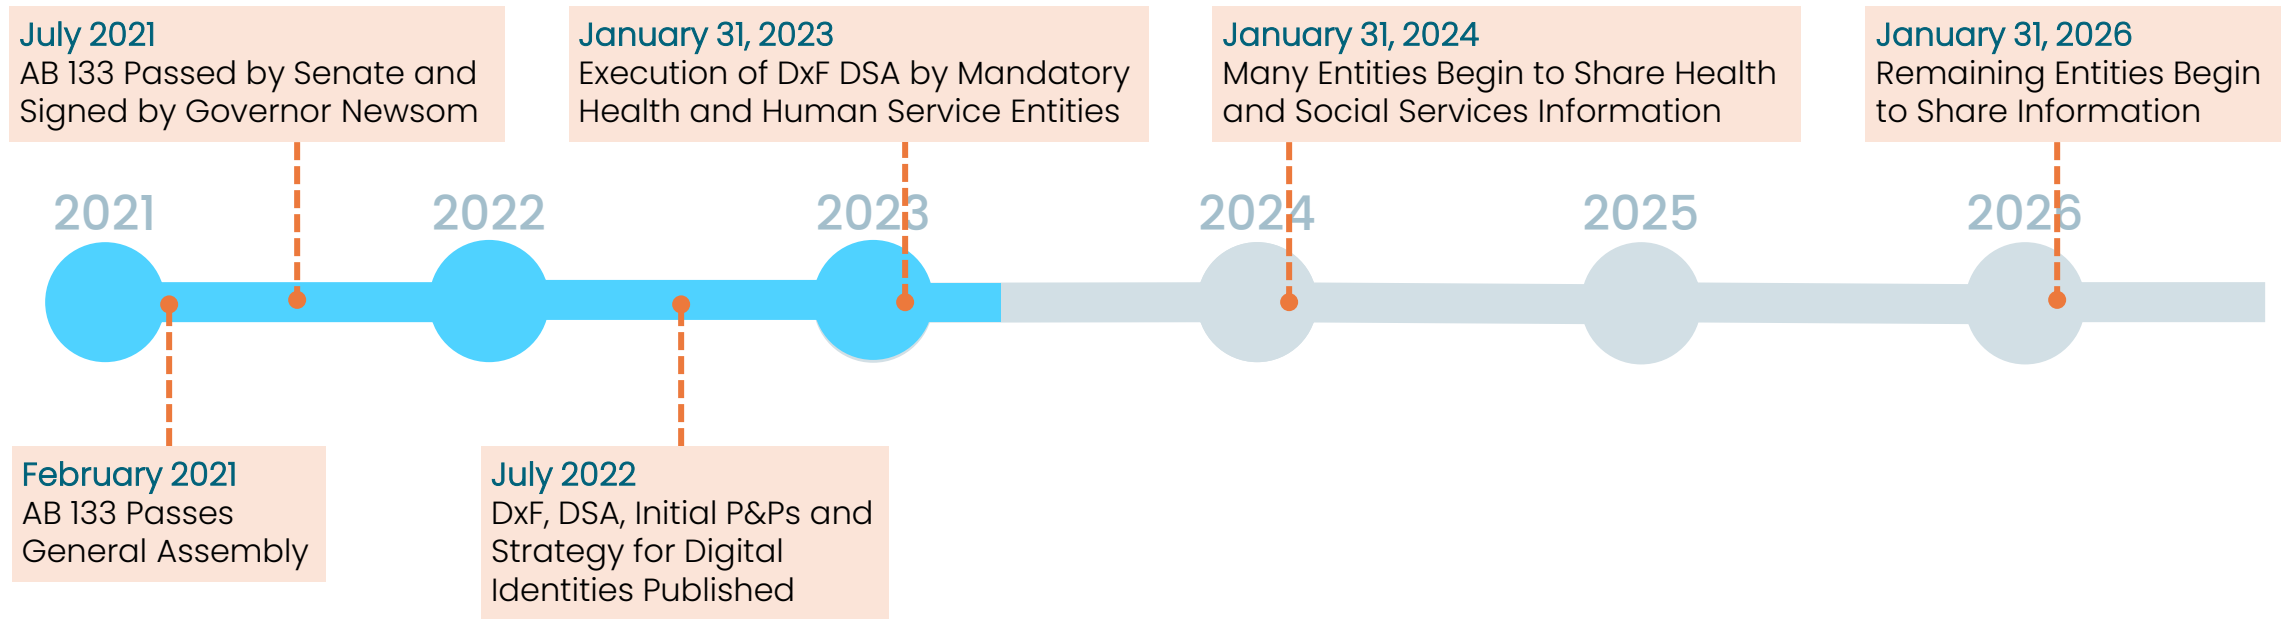 July 2021
AB 133 Passed by Senate and
Signed by Governor Newsom
January 31, 2023
Execution of DxF DSA by Mandatory
Health and Human Service Entities
January 31, 2024
Many Entities Begin to Share Health
and Social Services Information
January 31, 2026
Remaining Entities Begin
to Share Information
2021
2022
2023
2024
2025
2026
February 2021
AB 133 Passes
General Assembly
July 2022
DxF, DSA, Initial P&Ps and
Strategy for Digital
Identities Published